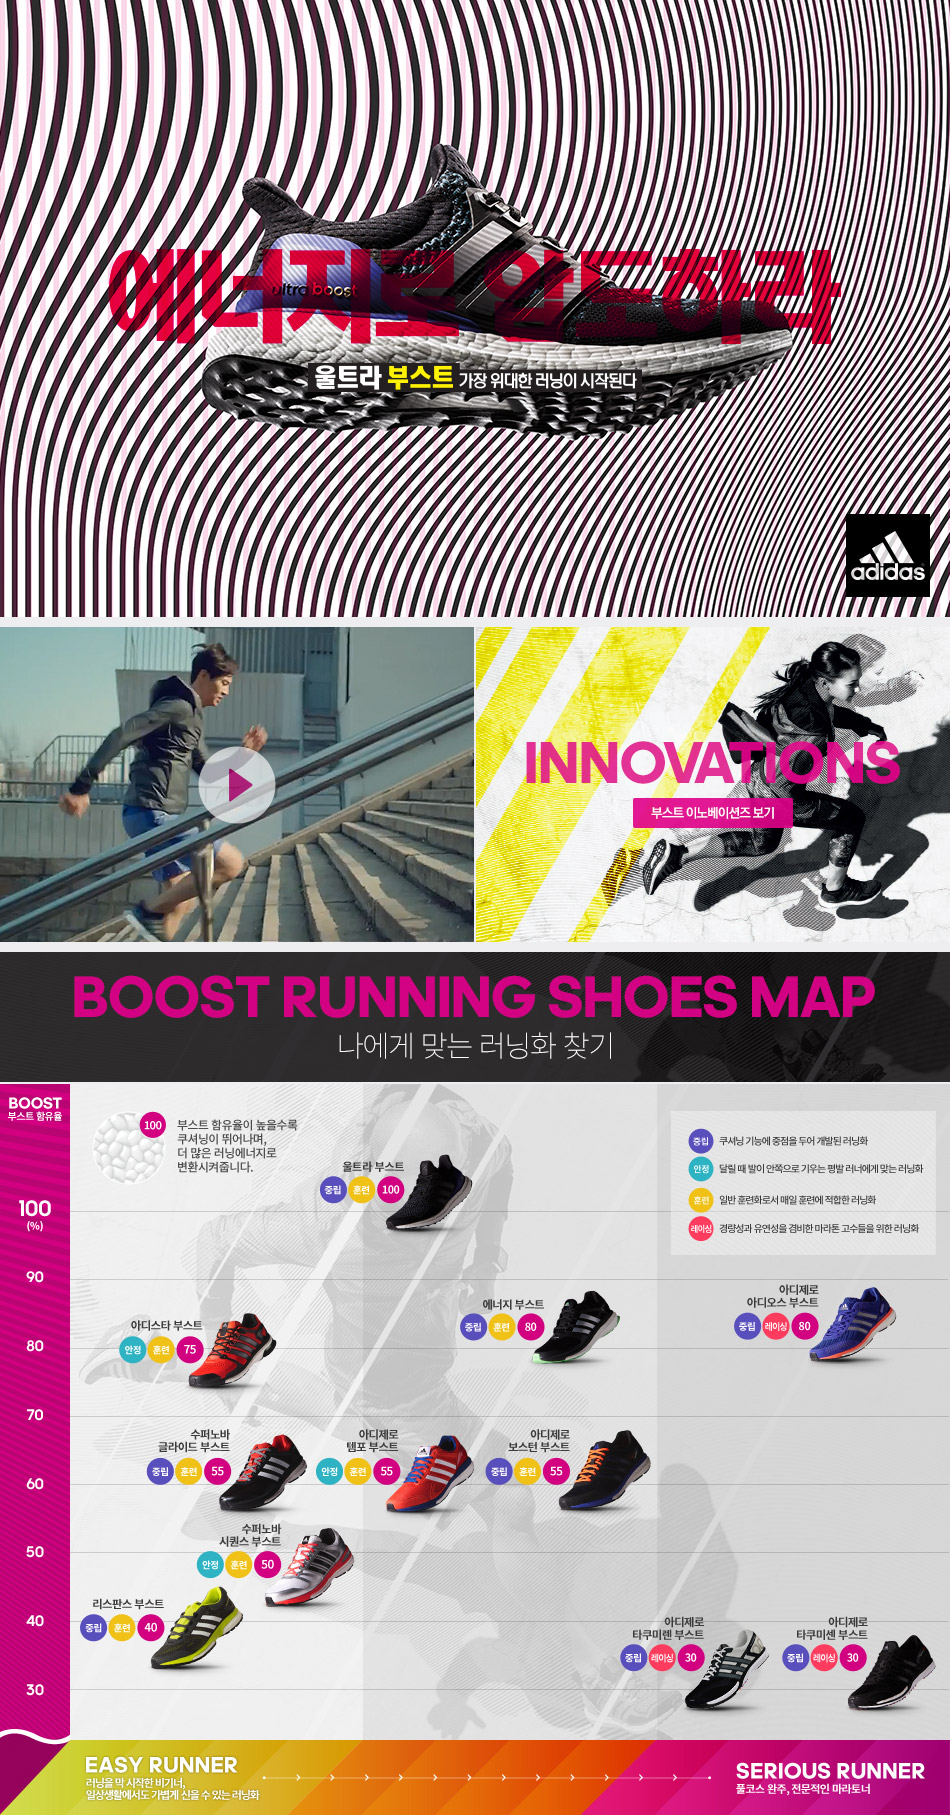 에너지로 압도하라
ultra boost
울트라 부스트 가장 위대한 러닝이 시작된다
adidas
INNOVATIONS
부스트 이노베이션즈 보기
BOOST RUNNING SHOES MAP
나에게 맞는 러닝화 찾기
BOOST
부스트 함유율
100
(%)
90
80
70
60
50
40
30
100
부스트 함유율이 높을수록
쿠셔닝이 뛰어나며,
더 많은 러닝에너지로
변환시켜줍니다.
중립 쿠셔닝 기능에 중점을 두어 개발된 러닝화
안정 달릴 때 발이 안쪽으로 기우는 평발 러너에게 맞는 러닝화
훈련 일반 훈련화로서 매일 훈련에 적합한 러닝화
레이싱 경량성과 유연성을 겸비한 마라톤 고수들을 위한 러닝화
울트라 부스트
중립 훈련 100
에너지 부스트
중립 훈련 80
아디제로
아디오스 부스트
중립 레이싱 80
아디스타 부스트
안정 훈련 75
수퍼노바
글라이드 부스트
중립 훈련 55
아디제로
템포 부스트
안정 훈련 55
아디제로
보스턴 부스트
중립 훈련 55
수퍼노바
시퀀스 부스트
안정 훈련 50
리스판스 부스트
중립 훈련 40
아디제로
타쿠미렌 부스트
중립 레이싱 30
아디제로
타쿠미센 부스트
중립 레이싱 30
EASY RUNNER
러닝을 막 시작한 비기너,
일상생활에서도 가볍게 신을 수 있는 러닝화
SERIOUS RUNNER
풀코스 완주, 전문적인 마라토너